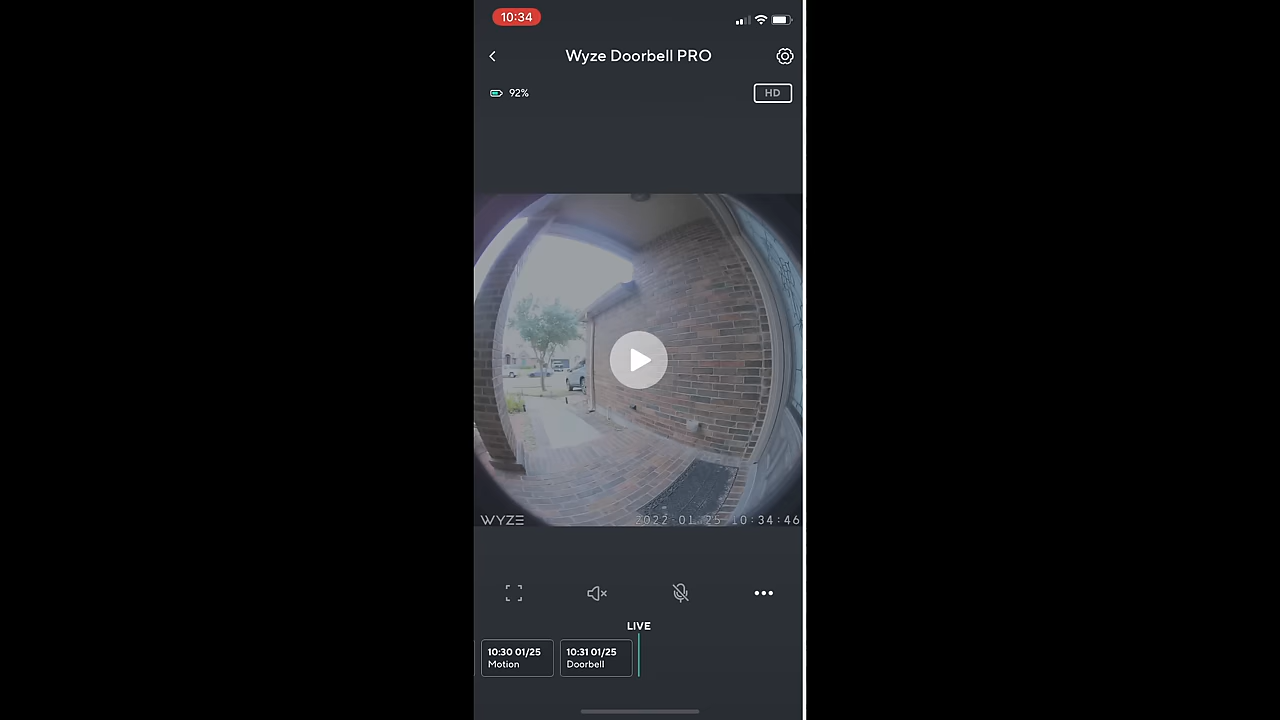 10:34
Wyze Doorbell PRO
92%
HD
WYZE
2022-01-25 10:34:46
LIVE
10:30 01/25
Motion
10:31 01/25
Doorbell